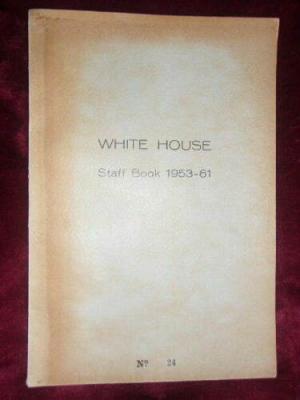 WHITE HOUSE
Staff Book 1953-61
Nº 24